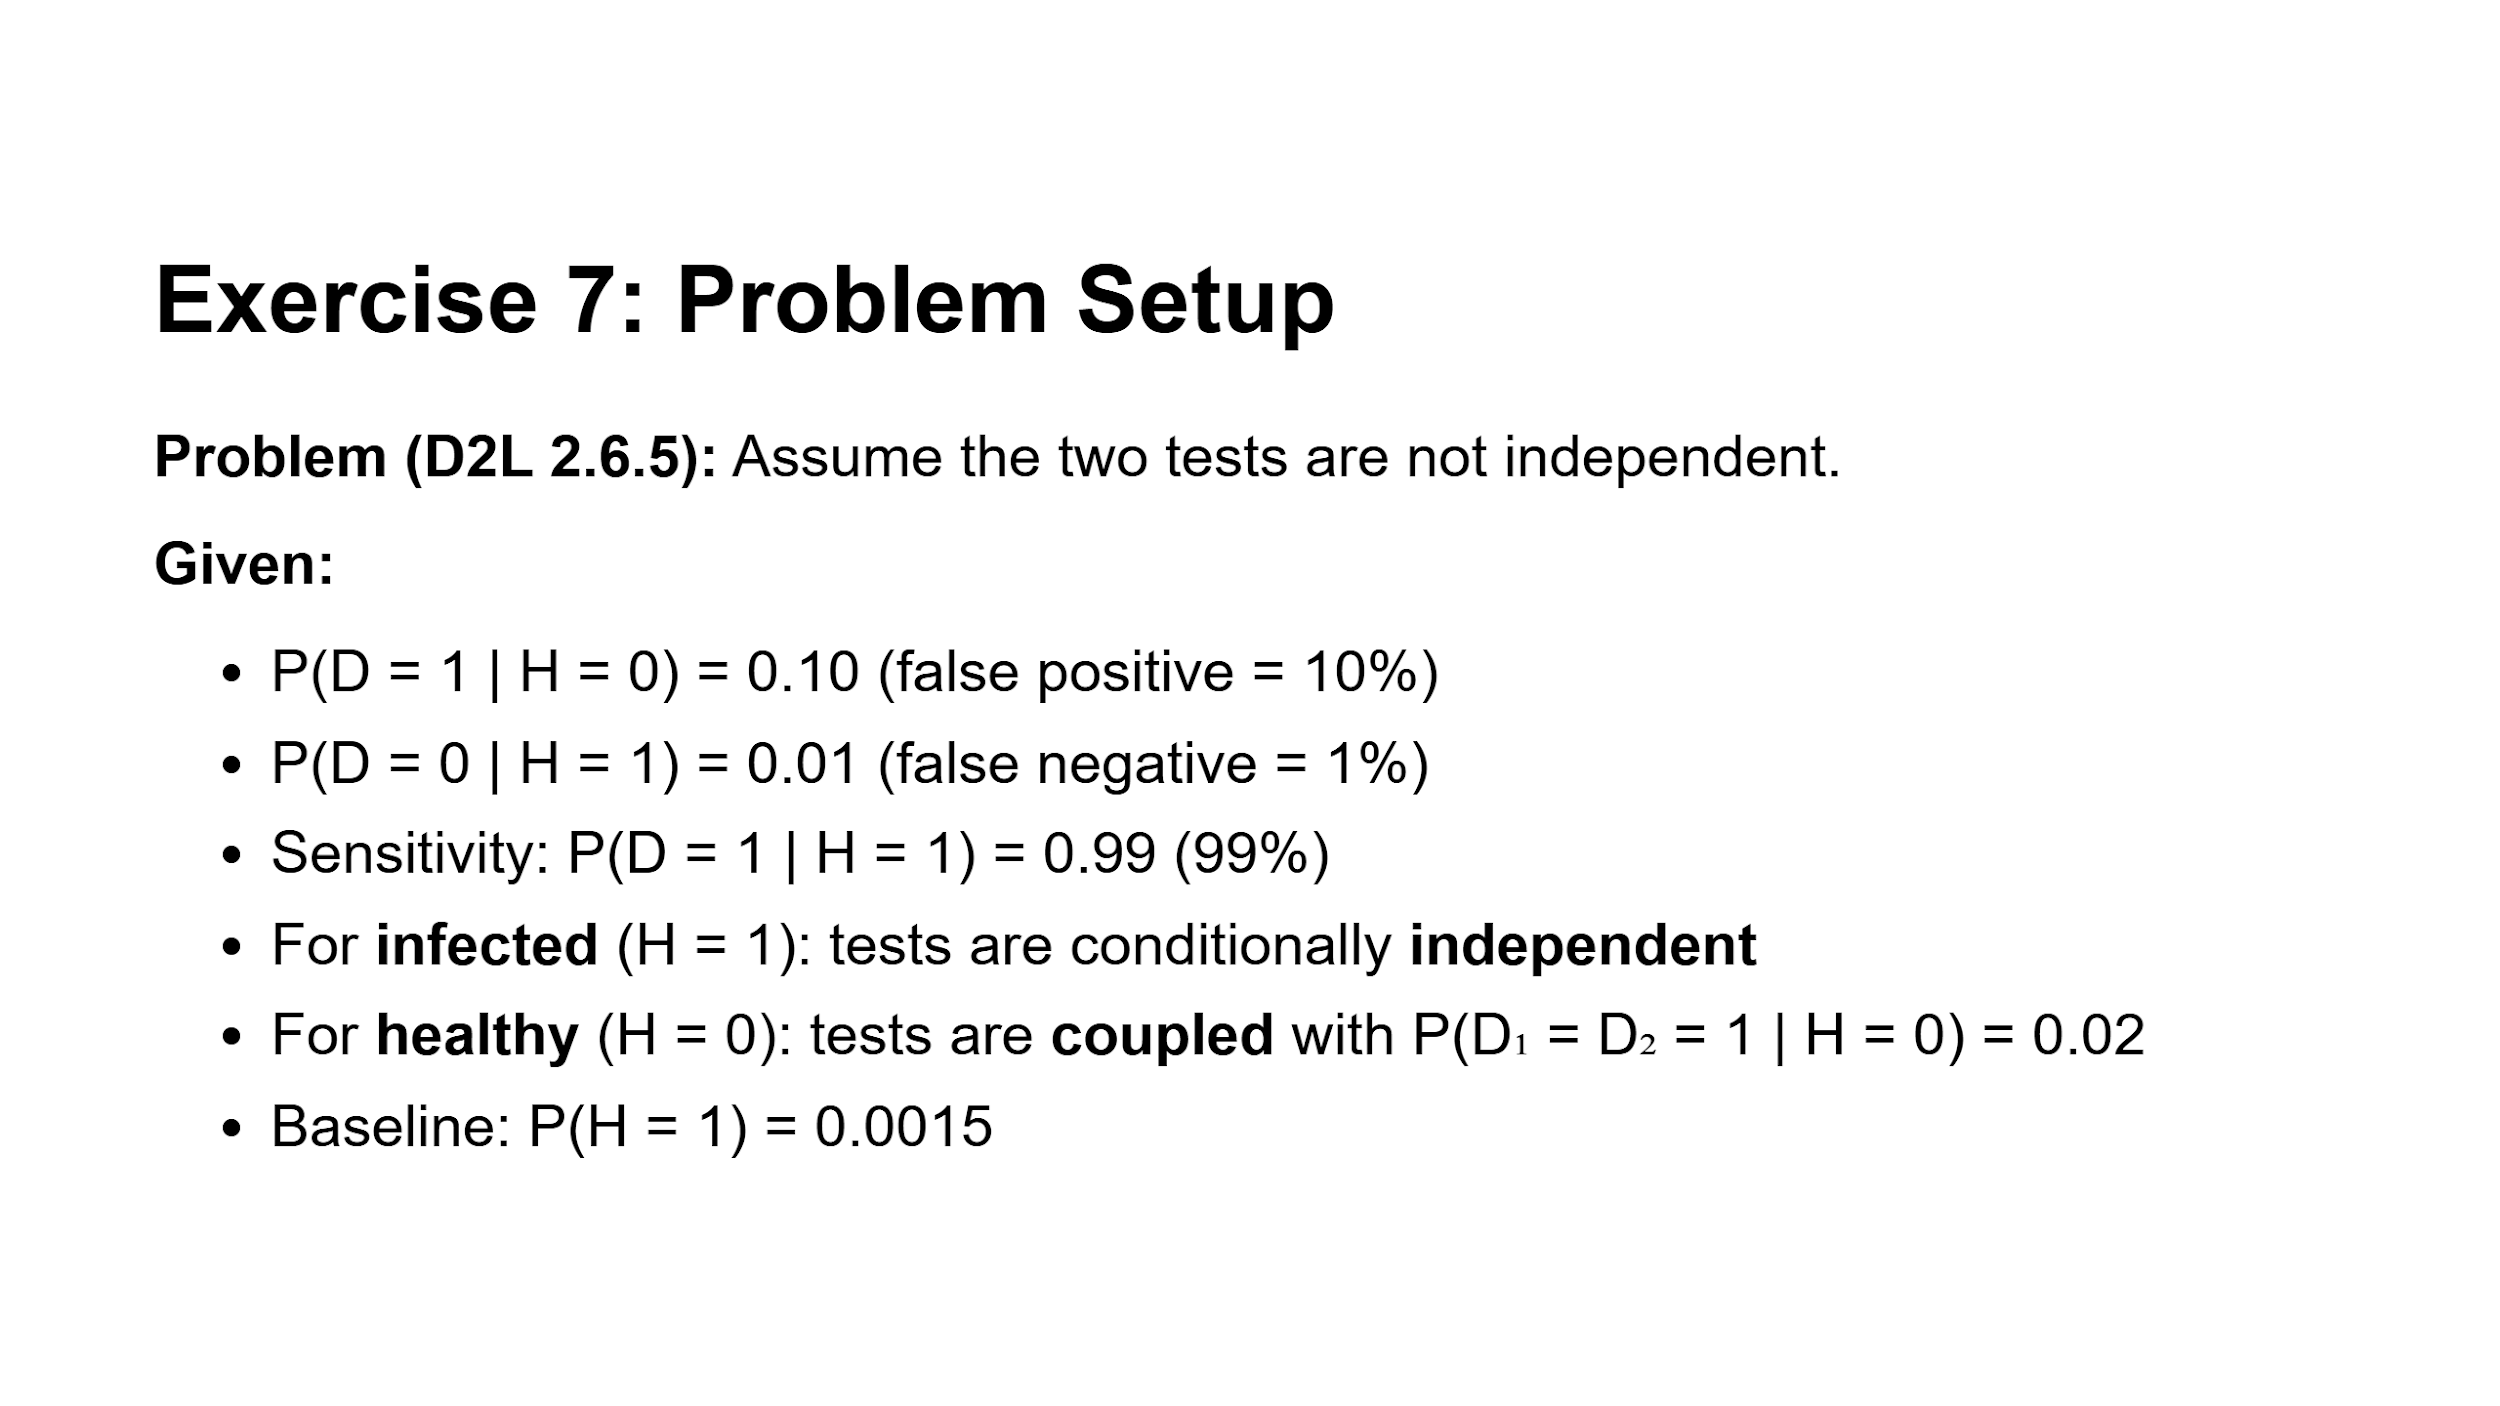 Exercise 7: Problem Setup
Problem (D2L 2.6.5): Assume the two tests are not independent.
Given:
• P(D = 1 | H = 0) = 0.10 (false positive = 10%)
• P(D = 0 | H = 1) = 0.01 (false negative = 1%)
• Sensitivity: P(D = 1 | H = 1) = 0.99 (99%)
• For infected (H = 1): tests are conditionally independent
• For healthy (H = 0): tests are coupled with P(D₁ = D₂ = 1 | H = 0) = 0.02
• Baseline: P(H = 1) = 0.0015